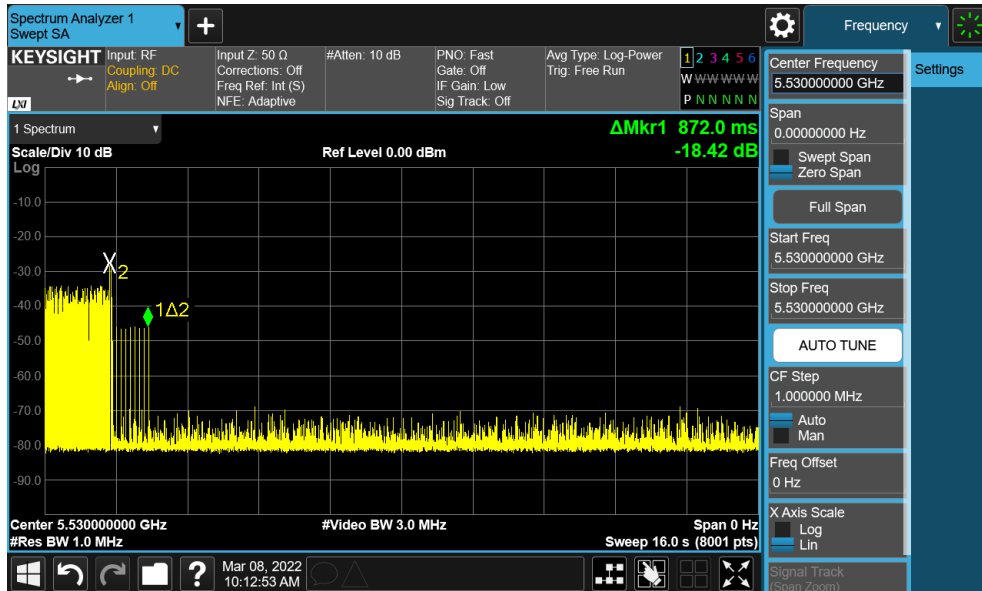 Spectrum Analyzer 1
Swept SA
Frequency
KEYSIGHT
LXI
Input: RF
Coupling: DC
Align: Off
Input Z: 50 Ω
Corrections: Off
Freq Ref: Int (S)
NFE: Adaptive
#Atten: 10 dB
PNO: Fast
Gate: Off
IF Gain: Low
Sig Track: Off
Avg Type: Log-Power
Trig: Free Run
1 2 3 4 5 6
W W W W W W
P N N N N N
1 Spectrum
ΔMkr1 872.0 ms
-18.42 dB
Scale/Div 10 dB
Ref Level 0.00 dBm
Log
-10.0
-20.0
-30.0
-40.0
-50.0
-60.0
-70.0
-80.0
-90.0
X2
1Δ2
Center 5.530000000 GHz
#Video BW 3.0 MHz
Span 0 Hz
#Res BW 1.0 MHz
Sweep 16.0 s (8001 pts)
?
Mar 08, 2022
10:12:53 AM
Center Frequency
5.530000000 GHz
Span
0.00000000 Hz
Swept Span
Zero Span
Full Span
Start Freq
5.530000000 GHz
Stop Freq
5.530000000 GHz
AUTO TUNE
CF Step
1.000000 MHz
Auto
Man
Freq Offset
0 Hz
X Axis Scale
Log
Lin
Signal Track
(Span Zoom)
Settings